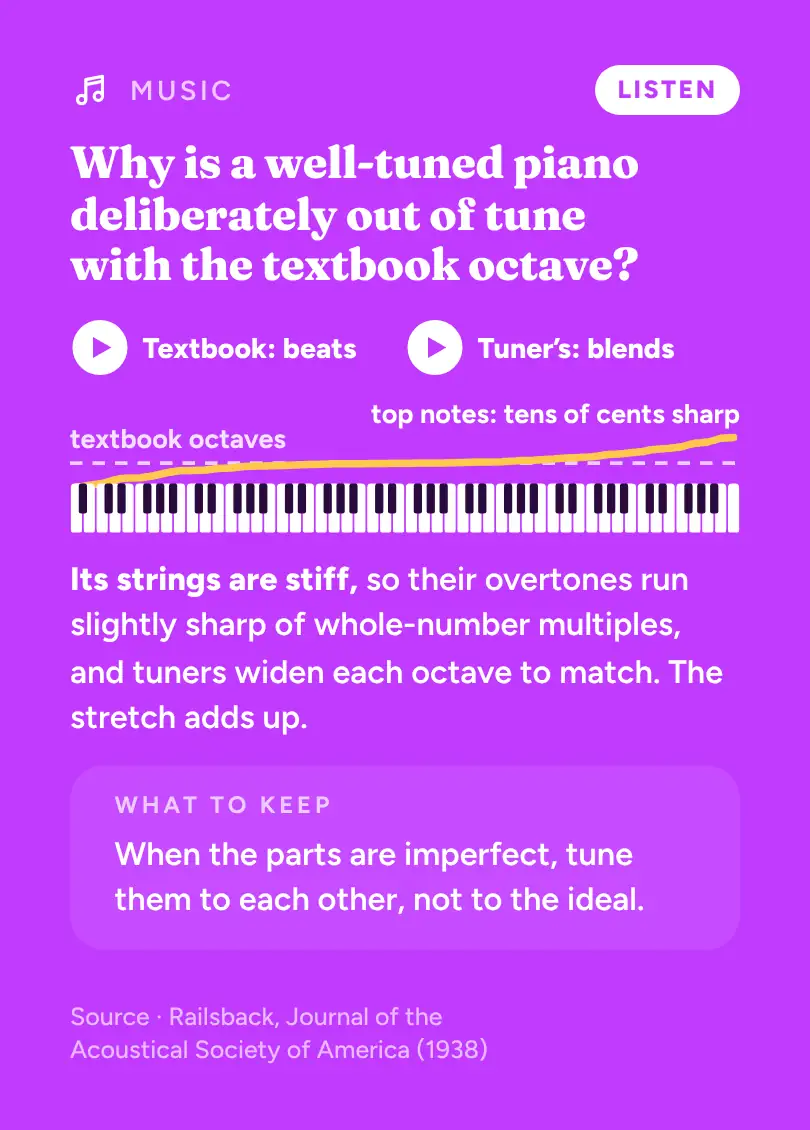 MUSIC
LISTEN
Why is a well-tuned piano
deliberately out of tune
with the textbook octave?
Textbook: beats
Tuner’s: blends
top notes: tens of cents sharp
textbook octaves
Its strings are stiff, so their overtones run
slightly sharp of whole-number multiples,
and tuners widen each octave to match. The
stretch adds up.
WHAT TO KEEP
When the parts are imperfect, tune
them to each other, not to the ideal.
Source · Railsback, Journal of the
Acoustical Society of America (1938)